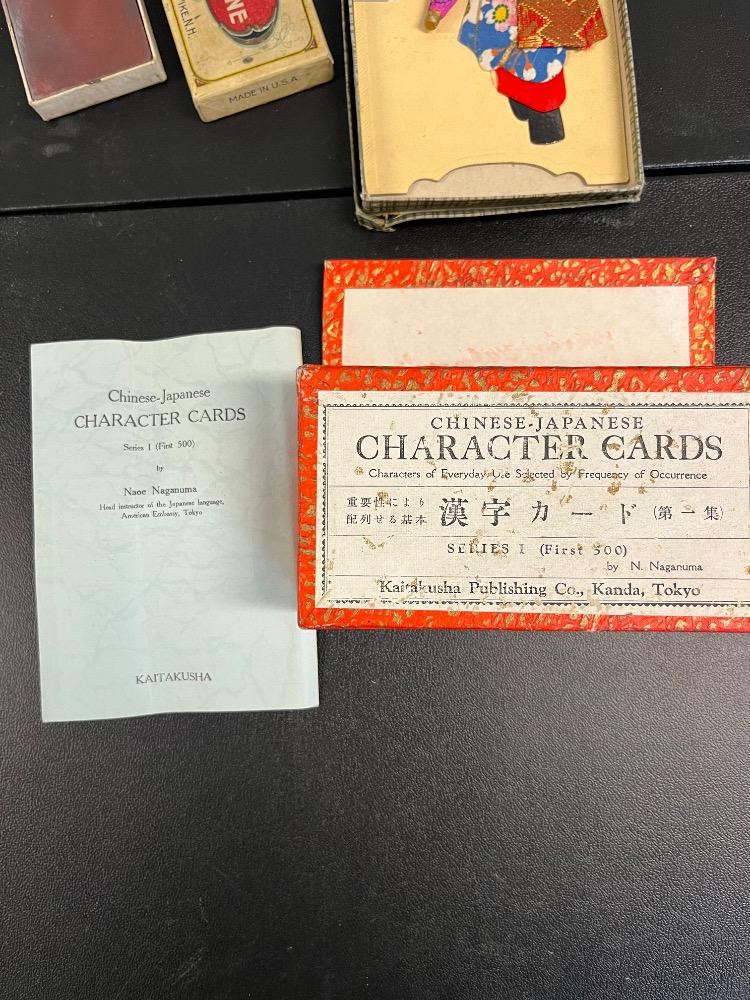 PIKE, N.H.
NE
MADE IN U.S.A
Chinese-Japanese
CHARACTER CARDS
Series I (First 500)
by
Naoe Naganuma
Head instructor of the Japanese language,
American Embassy, Tokyo
KAITAKUSHA
CHINESE-JAPANESE
CHARACTER CARDS
Characters of Everyday Use Selected by Frequency of Occurrence
重要性により
配列せる基本
漢字カード (第一集)
SERIES I (First 500)
by N. Naganuma
Kaitakusha Publishing Co., Kanda, Tokyo